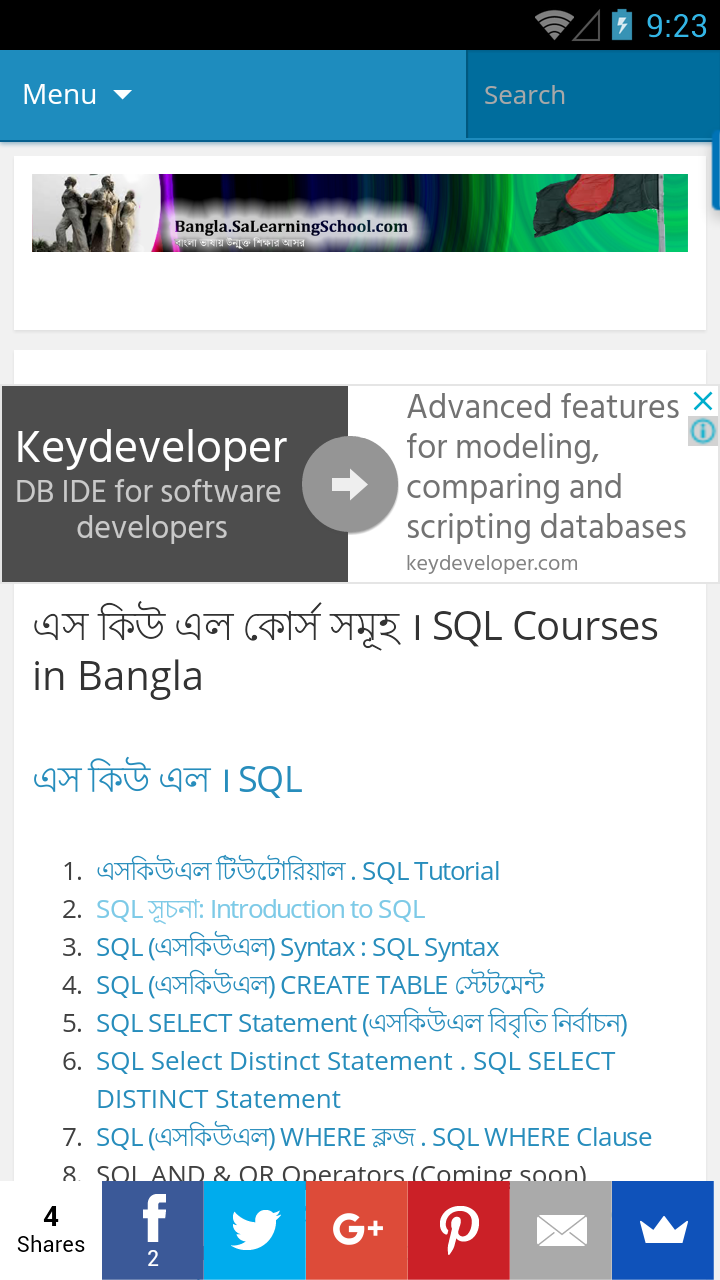 9:23
Menu
Search
Bangla.SaLearningSchool.com
বাংলা ভাষায় উন্মুক্ত শিক্ষার আসর
Keydeveloper
DB IDE for software
developers
Advanced features
for modeling,
comparing and
scripting databases
keydeveloper.com
এস কিউ এল কোর্স সমূহ । SQL Courses
in Bangla
এস কিউ এল । SQL
1. এসকিউএল টিউটোরিয়াল . SQL Tutorial
2. SQL সূচনা: Introduction to SQL
3. SQL (এসকিউএল) Syntax : SQL Syntax
4. SQL (এসকিউএল) CREATE TABLE স্টেটমেন্ট
5. SQL SELECT Statement (এসকিউএল বিবৃতি নির্বাচন)
6. SQL Select Distinct Statement . SQL SELECT
DISTINCT Statement
7. SQL (এসকিউএল) WHERE ক্লজ . SQL WHERE Clause
8. SQL AND & OR Operators (Coming soon)
4
Shares
2